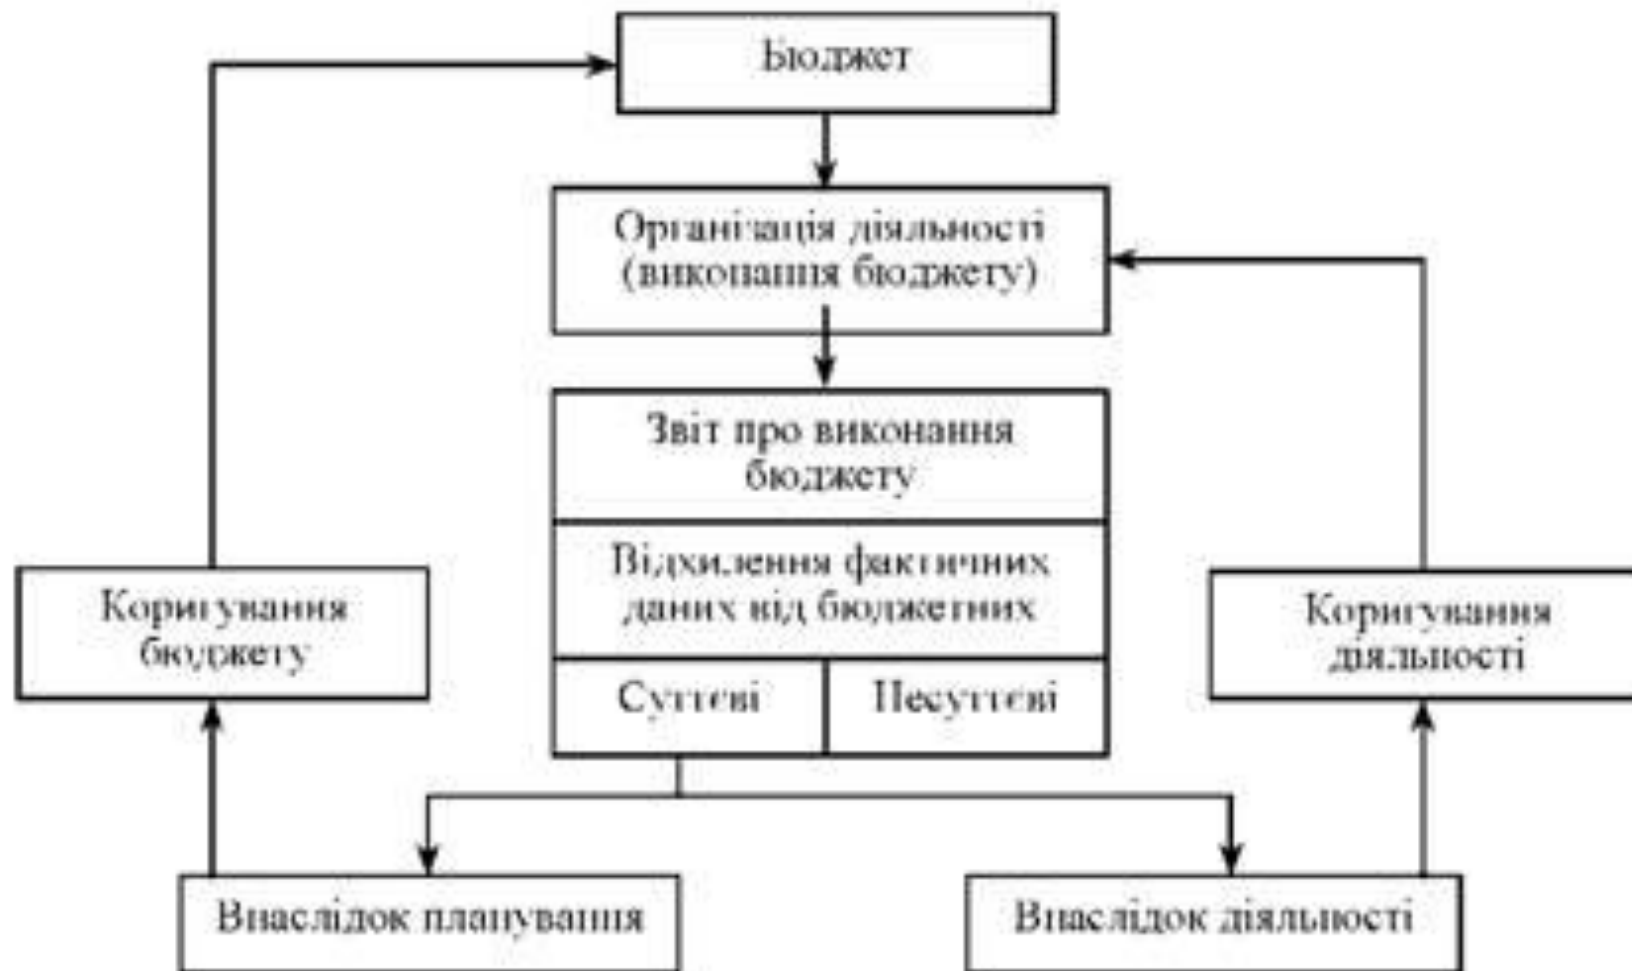 Бюджет
Організація діяльності
(виконання бюджету)
Звіт про виконання
бюджету
Відхилення фактичних
даних від бюджетних
Коригування
бюджету
Коригування
діяльності
Суттєві
Несуттєві
Внаслідок планування
Внаслідок діяльності